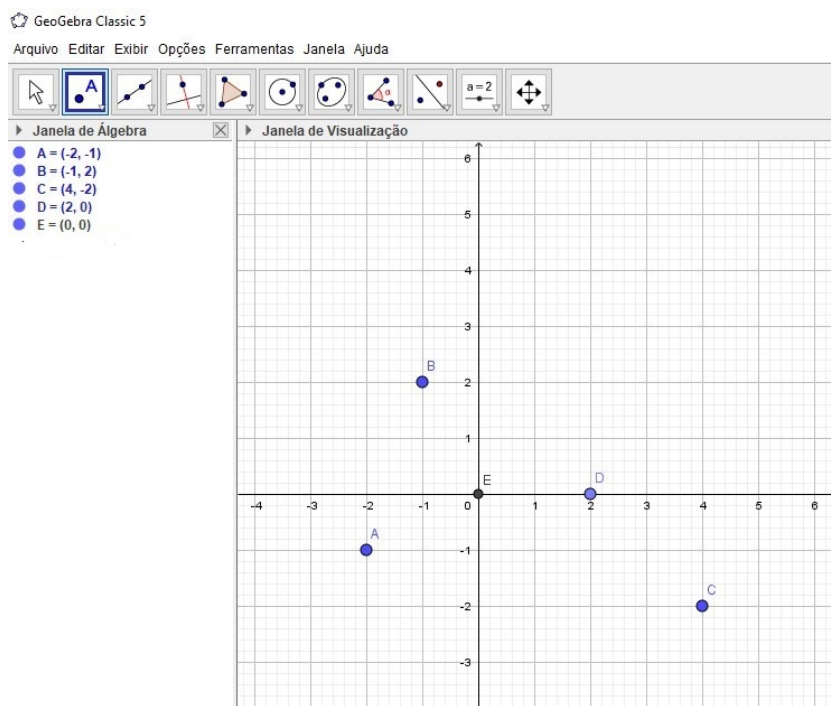 GeoGebra Classic 5
Arquivo Editar Exibir Opções Ferramentas Janela Ajuda
A
α
a=2
Janela de Álgebra
Janela de Visualização
A = (-2, -1)
B = (-1, 2)
C = (4, -2)
D = (2, 0)
E = (0, 0)
6
5
4
3
B
2
1
E
D
-4 -3 -2 -1 0 1 2 3 4 5 6
A
-1
C
-2
-3